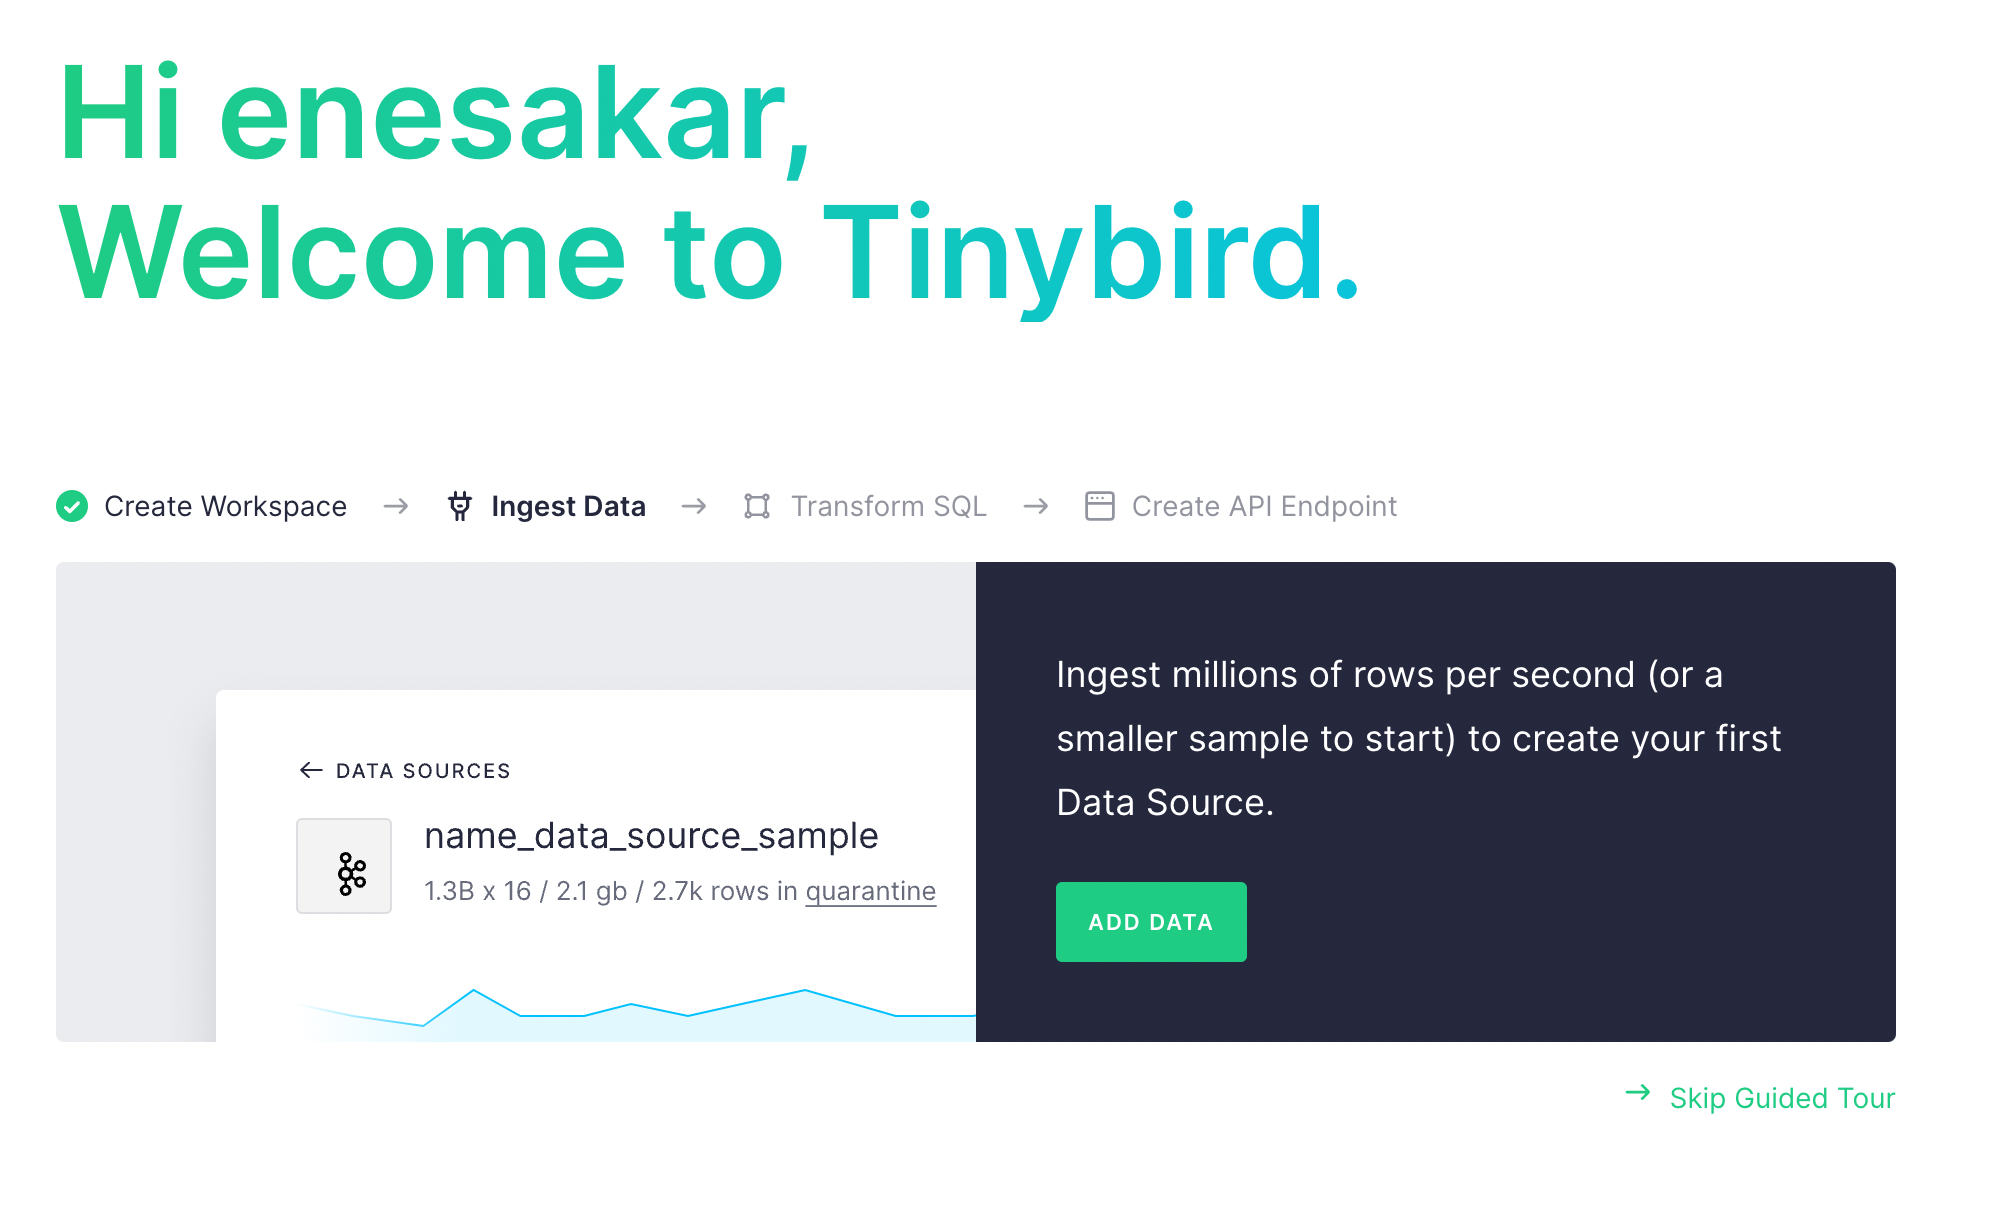 Hi enesakar,
Welcome to Tinybird.
Create Workspace → Ingest Data → Transform SQL → Create API Endpoint
← DATA SOURCES
name_data_source_sample
1.3B x 16 / 2.1 gb / 2.7k rows in quarantine
Ingest millions of rows per second (or a
smaller sample to start) to create your first
Data Source.
ADD DATA
→ Skip Guided Tour